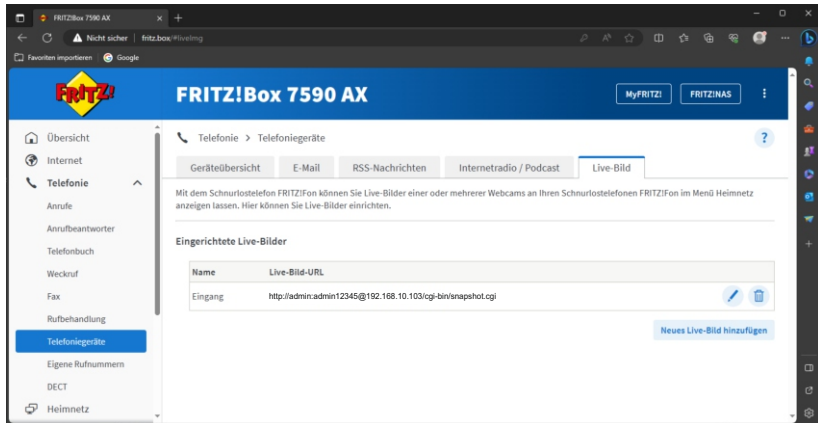 FRITZ!Box 7590 AX
Nicht sicher | fritz.box/#liveImg
Favoriten importieren Google
FRITZ!
FRITZ!Box 7590 AX
MyFRITZ! FRITZ!NAS
Übersicht
Internet
Telefonie
Anrufe
Anrufbeantworter
Telefonbuch
Weckruf
Fax
Rufbehandlung
Telefoniegeräte
Eigene Rufnummern
DECT
Heimnetz
Telefonie > Telefoniegeräte ?
Geräteübersicht E-Mail RSS-Nachrichten Internetradio / Podcast Live-Bild
Mit dem Schnurlostelefon FRITZ!Fon können Sie Live-Bilder einer oder mehrerer Webcams an Ihren Schnurlostelefonen FRITZ!Fon im Menü Heimnetz
anzeigen lassen. Hier können Sie Live-Bilder einrichten.
Eingerichtete Live-Bilder
Name Live-Bild-URL
Eingang http://admin:admin12345@192.168.10.103/cgi-bin/snapshot.cgi
Neues Live-Bild hinzufügen